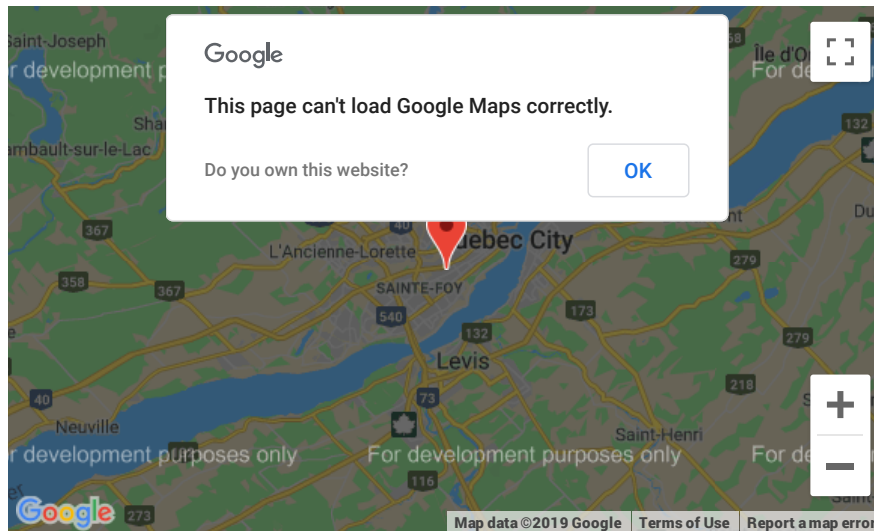 Saint-Joseph
r development p
Google
58
Île d'O
For de
This page can't load Google Maps correctly.
Shan
132
ambault-sur-le-Lac
Do you own this website?
OK
367
40
nt
Du
L'Ancienne-Lorette
uebec City
279
358
367
SAINTE-FOY
540
173
132
279
Levis
218
40
73
S
Neuville
Saint-Henri
r development purposes only
For development purposes only
For de
116
Google
273
Map data ©2019 Google
Terms of Use
Report a map error